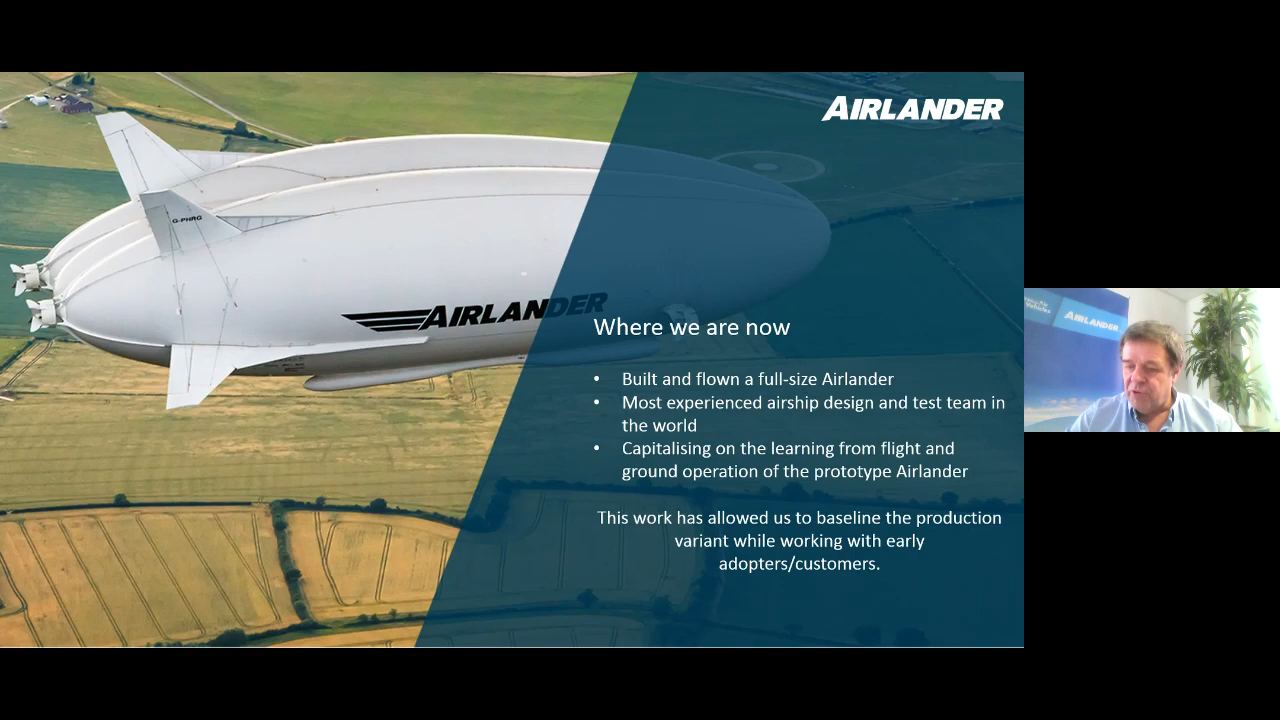 AIRLANDER
G-PHRG
AIRLANDER
Where we are now
• Built and flown a full-size Airlander
• Most experienced airship design and test team in
the world
• Capitalising on the learning from flight and
ground operation of the prototype Airlander
This work has allowed us to baseline the production
variant while working with early
adopters/customers.
Vehicles
AIRLANDER